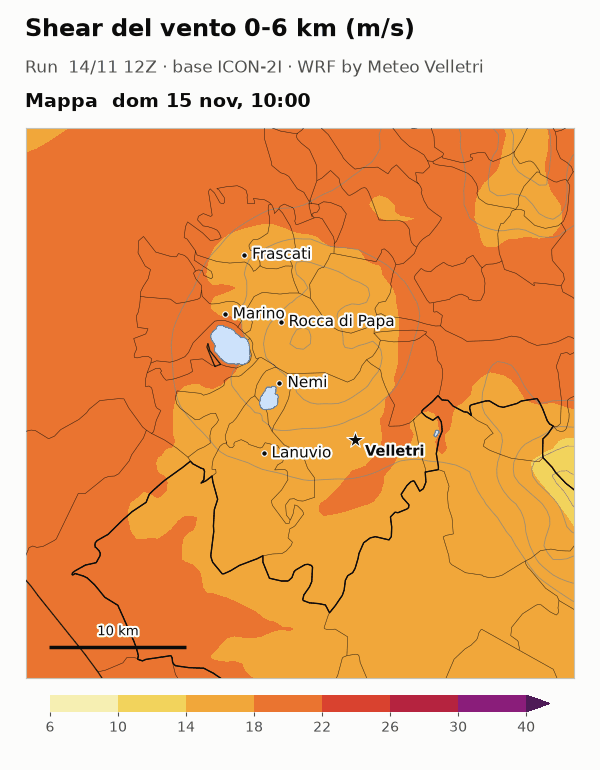 Shear del vento 0-6 km (m/s)
Run  14/11 12Z · base ICON-2I · WRF by Meteo Velletri
Mappa  dom 15 nov, 10:00
Frascati
Marino
Rocca di Papa
Nemi
Velletri
Lanuvio
10 km
6 10 14 18 22 26 30 40